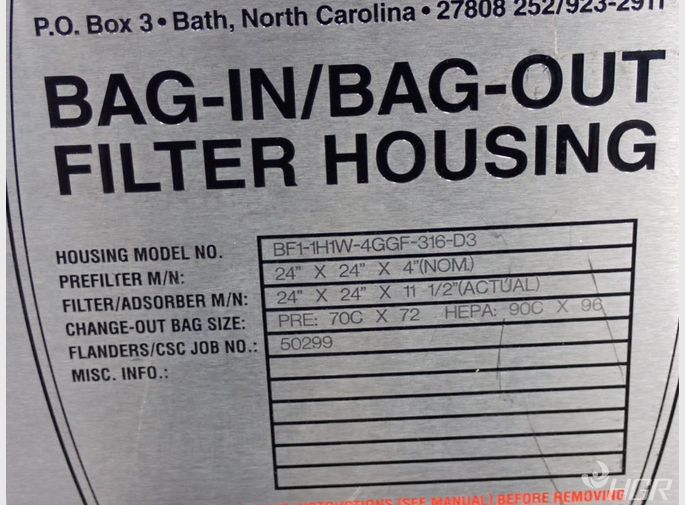 P.O. Box 3 • Bath, North Carolina • 27808 252/923-2911
BAG-IN/BAG-OUT
FILTER HOUSING
HOUSING MODEL NO. BF1-1H1W-4GGF-316-D3
PREFILTER M/N: 24" X 24" X 4"(NOM.)
FILTER/ADSORBER M/N: 24" X 24" X 11 1/2"(ACTUAL)
CHANGE-OUT BAG SIZE: PRE: 70C X 72 HEPA: 90C X 96
FLANDERS/CSC JOB NO.: 50299
MISC. INFO.:
INSTRUCTIONS (SEE MANUAL) BEFORE REMOVING
HGR